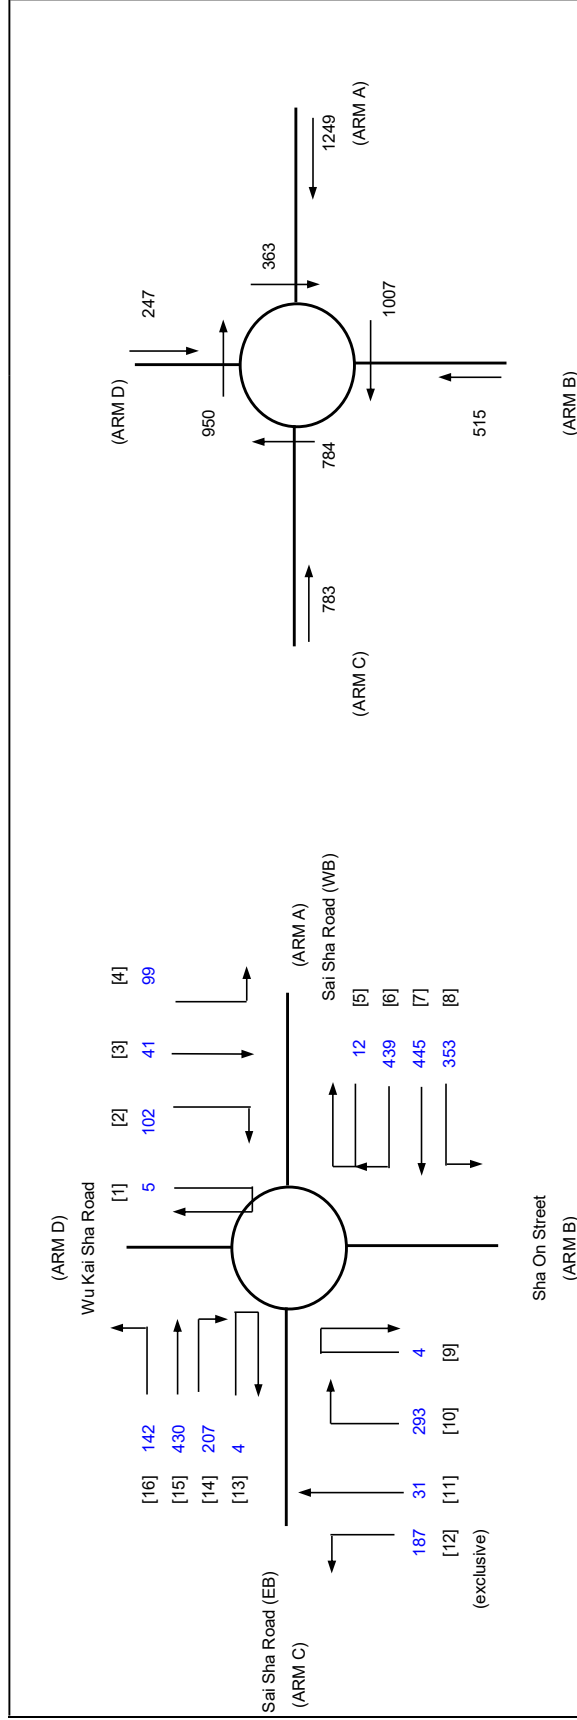 (ARM D)
Wu Kai Sha Road
[1] [2] [3] [4]
5 102 41 99
[16] 142
[15] 430
[14] 207
[13] 4
Sai Sha Road (EB)
(ARM C)
(ARM A)
Sai Sha Road (WB)
12 [5]
439 [6]
445 [7]
353 [8]
187 31 293 4
[12] [11] [10] [9]
(exclusive)
Sha On Street
(ARM B)
(ARM D)
247
950
363
(ARM C)
783
784
1249
(ARM A)
1007
515
(ARM B)